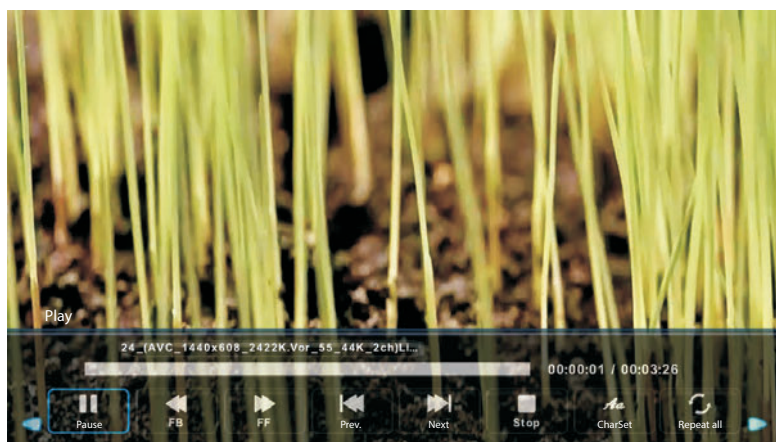 Play
24_(AVC_1440x608_2422K.Vor_55_44K_2ch)Li...
00:00:01 / 00:03:26
Pause FB FF Prev. Next Stop CharSet Repeat all